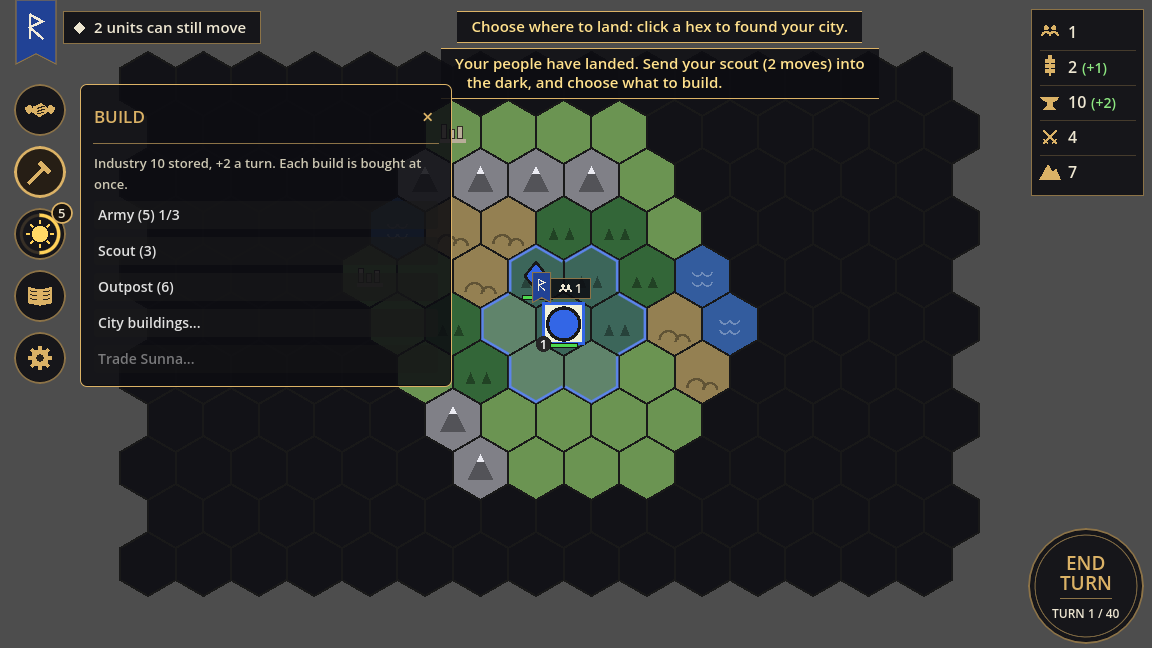 2 units can still move
Choose where to land: click a hex to found your city.
Your people have landed. Send your scout (2 moves) into
the dark, and choose what to build.
1
2 (+1)
10 (+2)
4
7
5
BUILD
×
Industry 10 stored, +2 a turn. Each build is bought at
once.
Army (5) 1/3
Scout (3)
Outpost (6)
City buildings...
Trade Sunna...
ᚱ
ᚱ
1
1
END
TURN
TURN 1 / 40